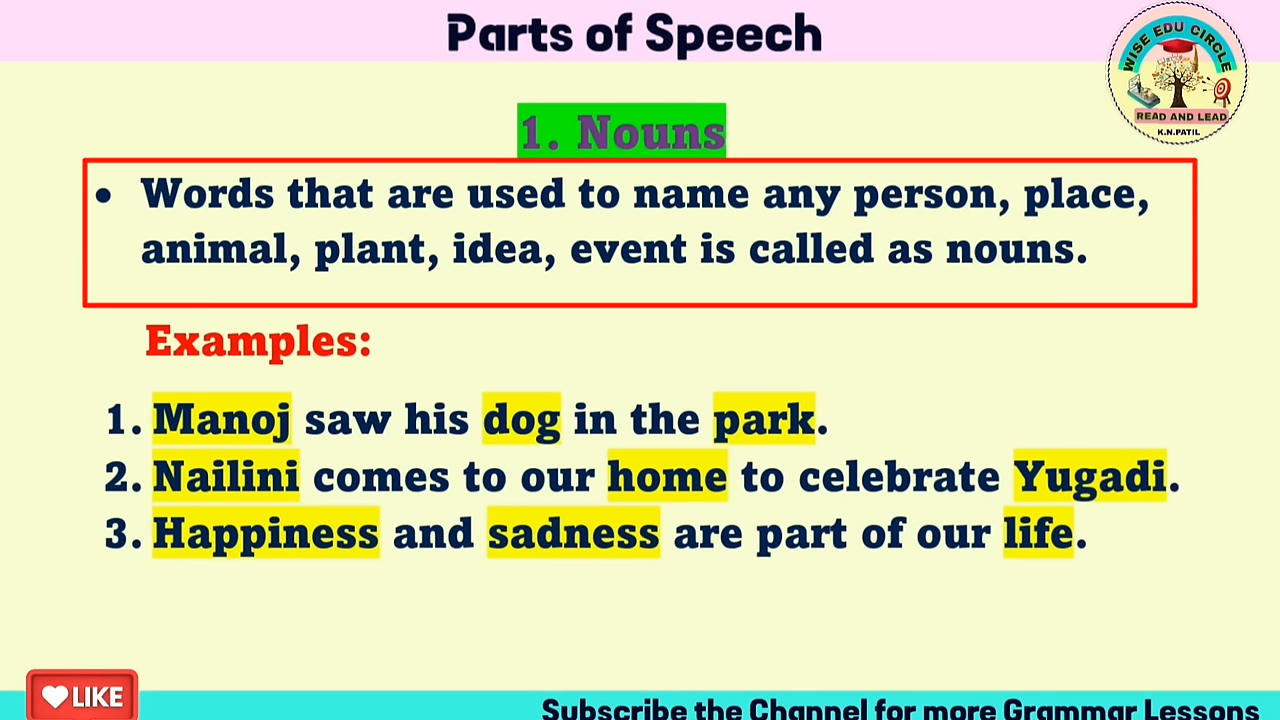 Parts of Speech
WISE EDU CIRCLE
READ AND LEAD
K.N.PATIL
1. Nouns
• Words that are used to name any person, place,
animal, plant, idea, event is called as nouns.
Examples:
1. Manoj saw his dog in the park.
2. Nailini comes to our home to celebrate Yugadi.
3. Happiness and sadness are part of our life.
LIKE
Subscribe the Channel for more Grammar Lessons